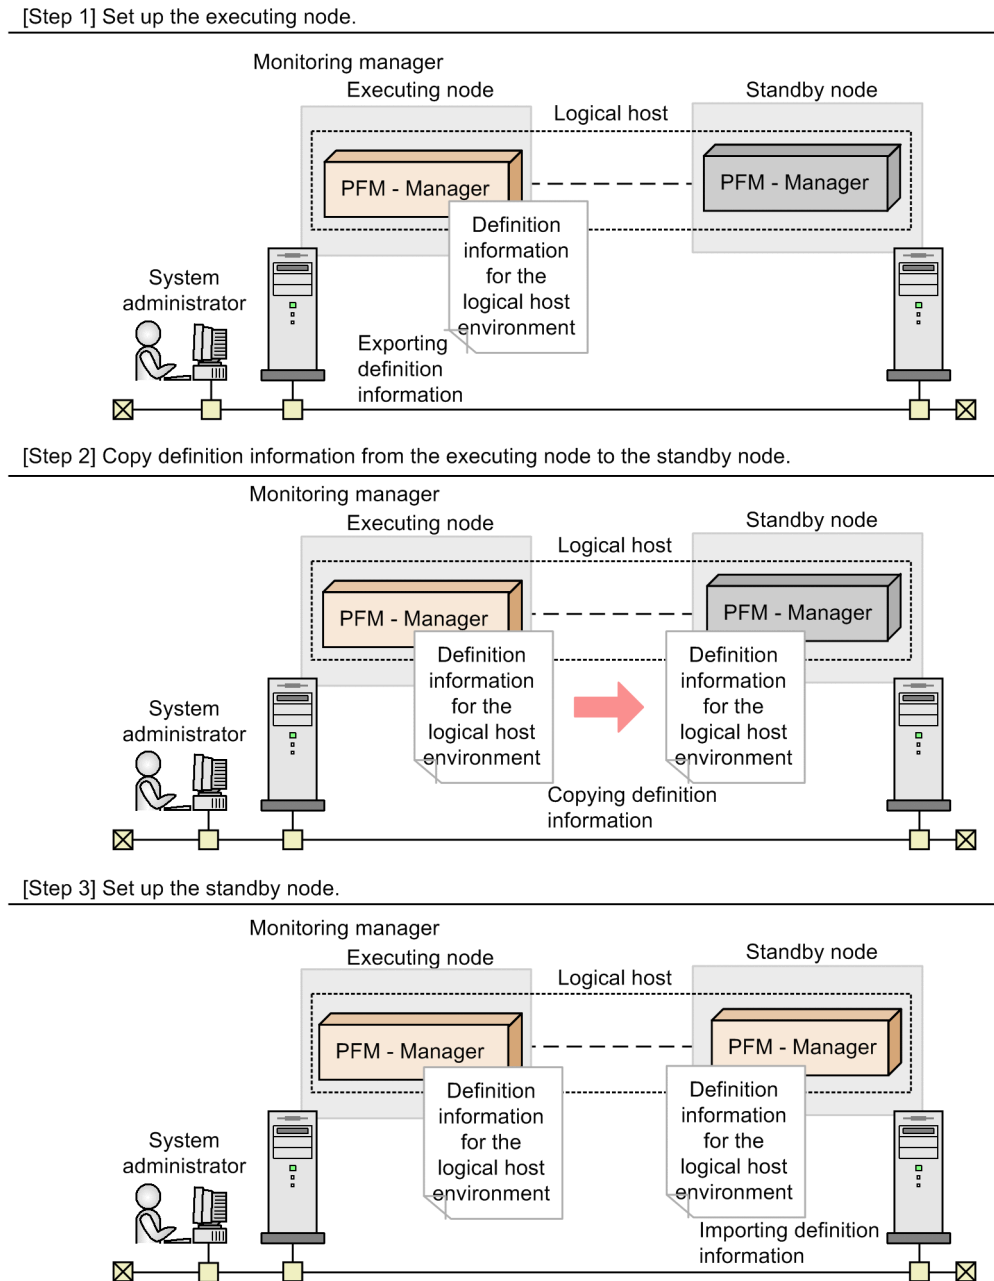 [Step 1] Set up the executing node.
Monitoring manager
Executing node
Standby node
Logical host
PFM - Manager
PFM - Manager
Definition
information
for the
logical host
environment
System
administrator
Exporting
definition
information
[Step 2] Copy definition information from the executing node to the standby node.
Monitoring manager
Executing node
Standby node
Logical host
PFM - Manager
PFM - Manager
Definition
information
for the
logical host
environment
Definition
information
for the
logical host
environment
System
administrator
Copying definition
information
[Step 3] Set up the standby node.
Monitoring manager
Executing node
Standby node
Logical host
PFM - Manager
PFM - Manager
Definition
information
for the
logical host
environment
Definition
information
for the
logical host
environment
System
administrator
Importing definition
information